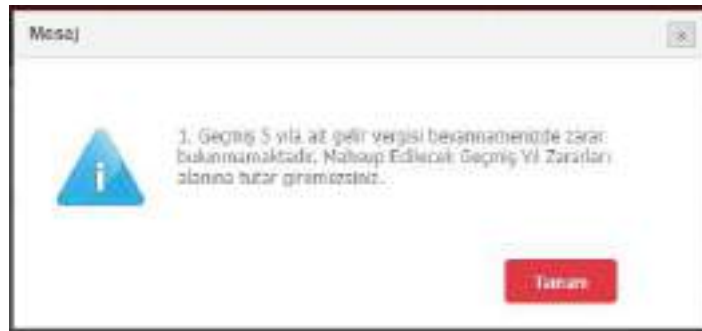 Mesaj
1. Geçmiş 5 yıla ait gelir vergisi beyannamenizde zarar
bulunmamaktadır. Mahsup Edilecek Geçmiş Yıl Zararları
alanına tutar giremezsiniz.
Tamam